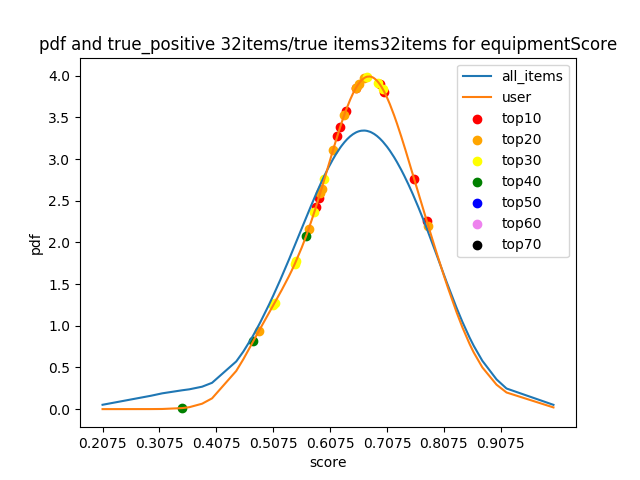 pdf and true_positive 32items/true items32items for equipmentScore
all_items
user
top10
top20
top30
top40
top50
top60
top70
4.0
3.5
3.0
2.5
2.0
1.5
1.0
0.5
0.0
pdf
0.2075 0.3075 0.4075 0.5075 0.6075 0.7075 0.8075 0.9075
score